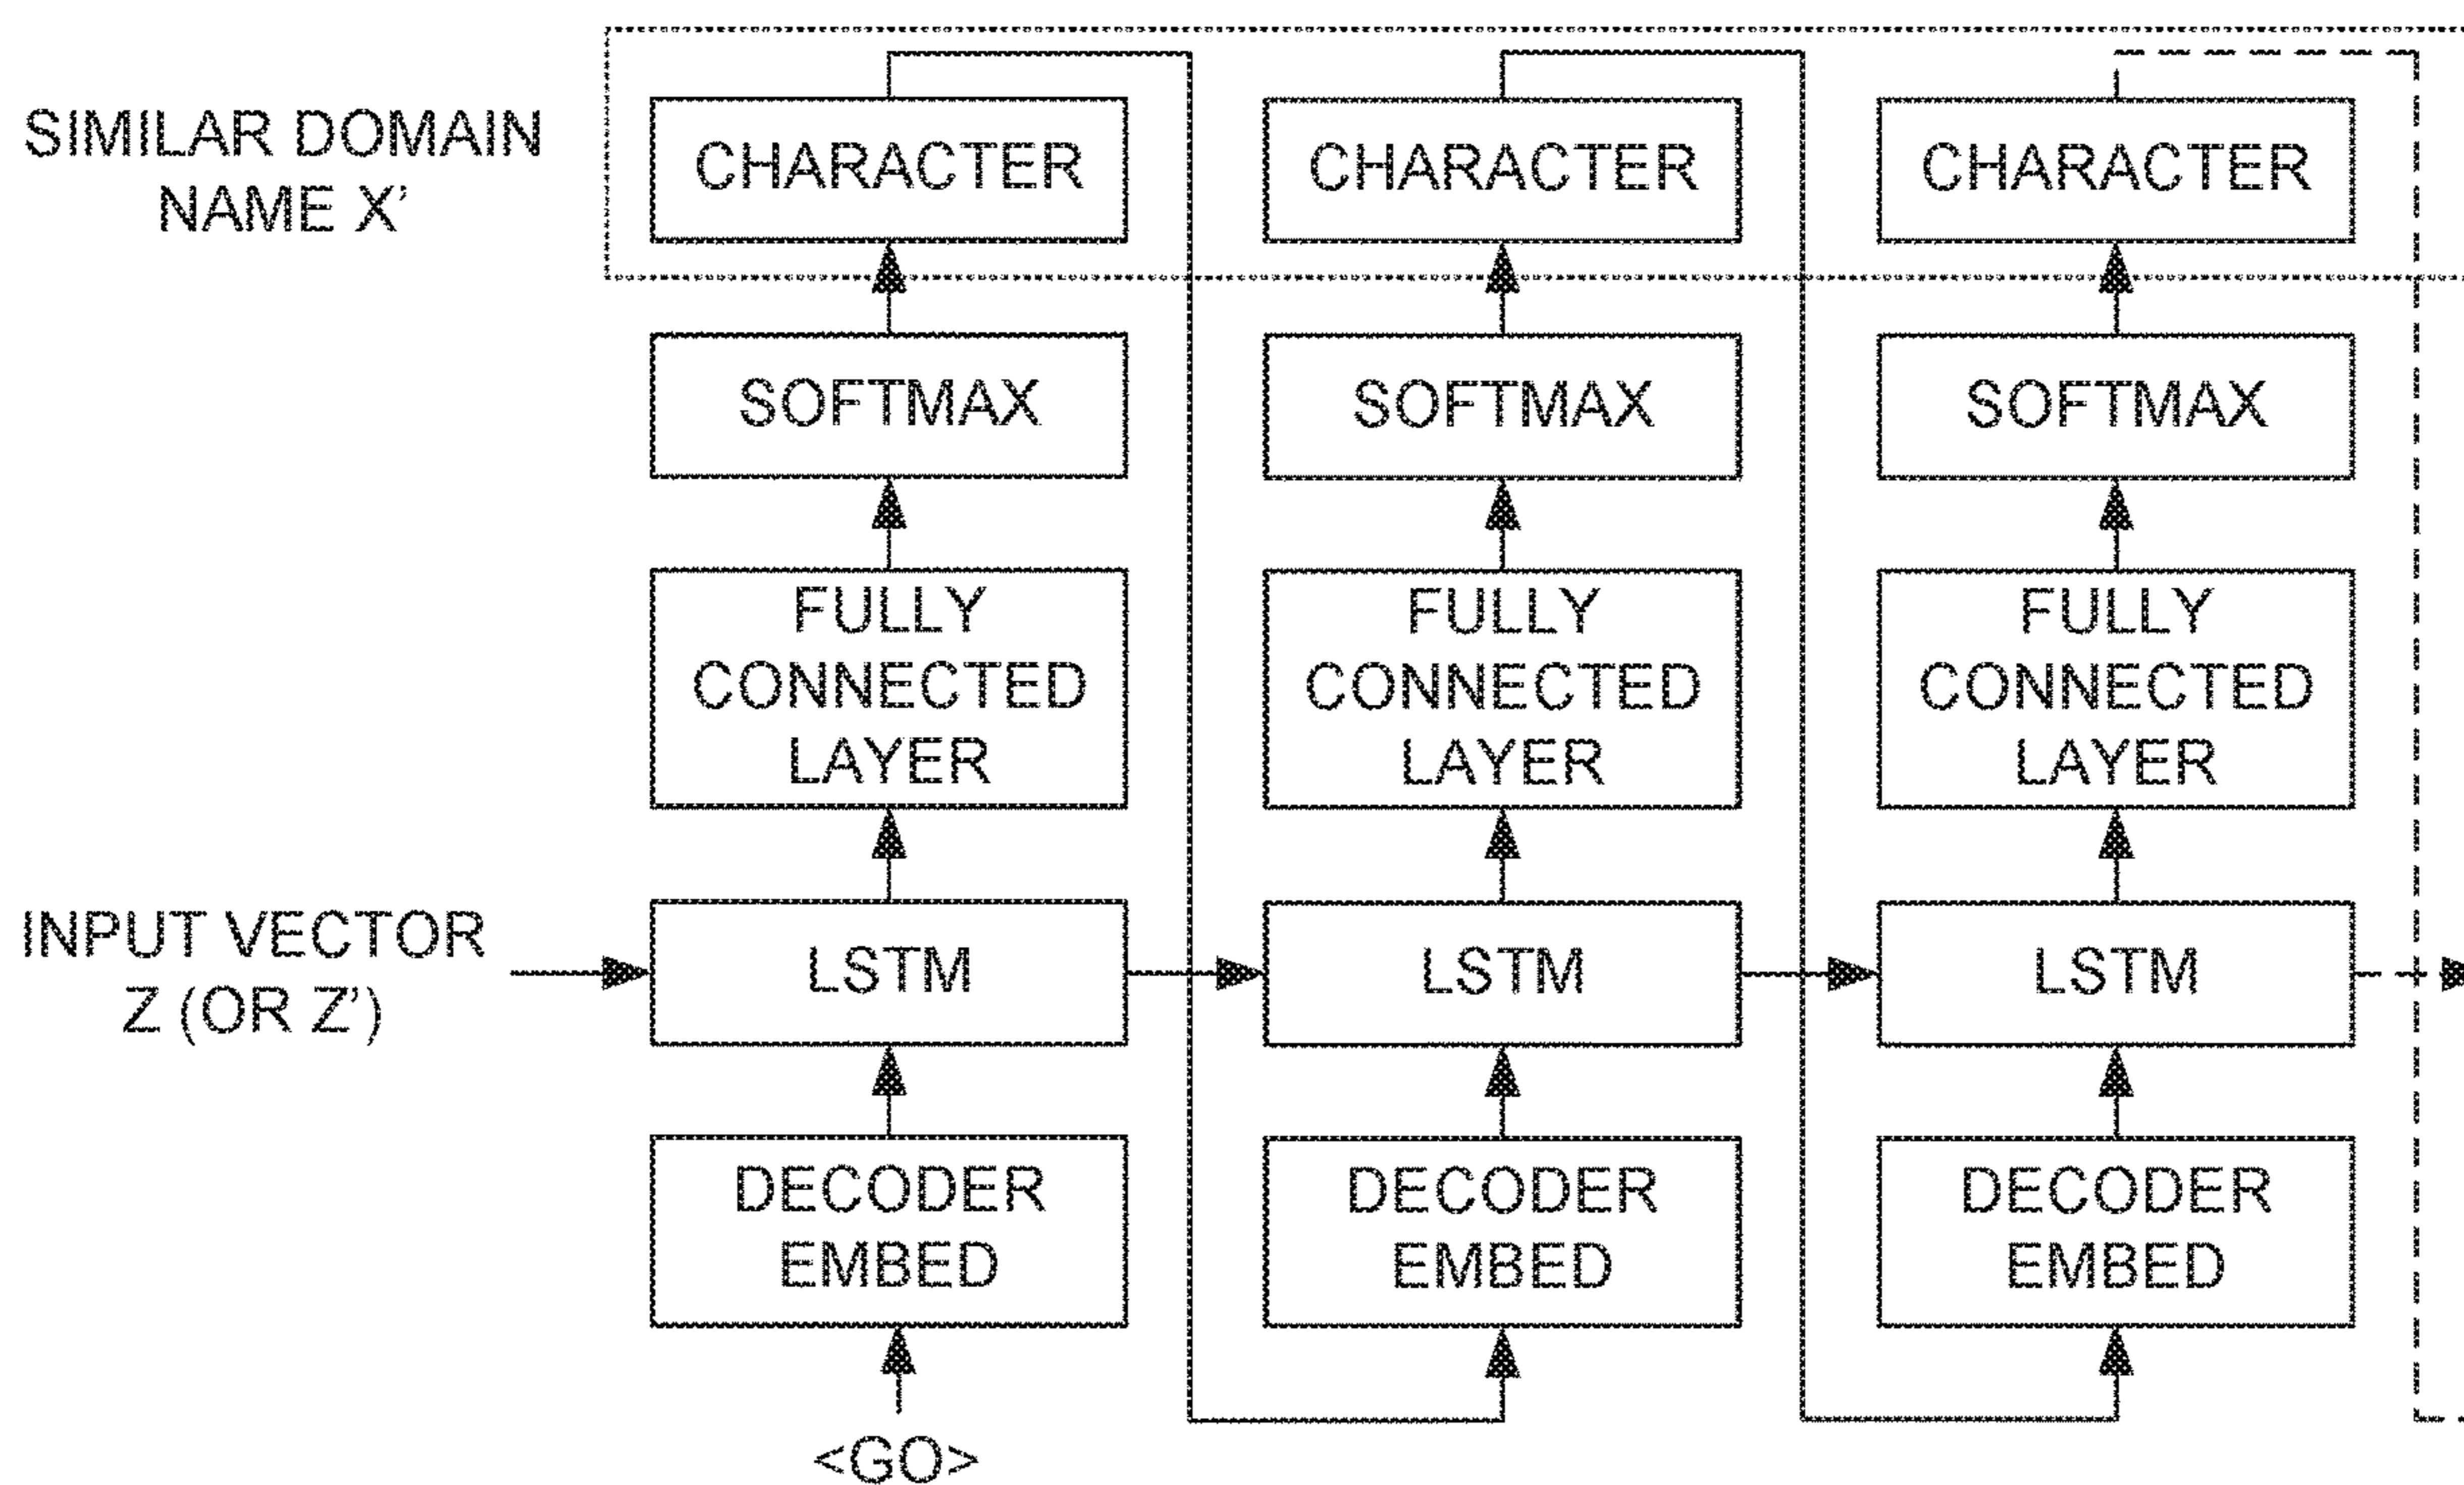 SIMILAR DOMAIN
NAME X'
CHARACTER
CHARACTER
CHARACTER
SOFTMAX
SOFTMAX
SOFTMAX
FULLY
CONNECTED
LAYER
FULLY
CONNECTED
LAYER
FULLY
CONNECTED
LAYER
INPUT VECTOR
Z (OR Z')
LSTM
LSTM
LSTM
DECODER
EMBED
DECODER
EMBED
DECODER
EMBED
<GO>